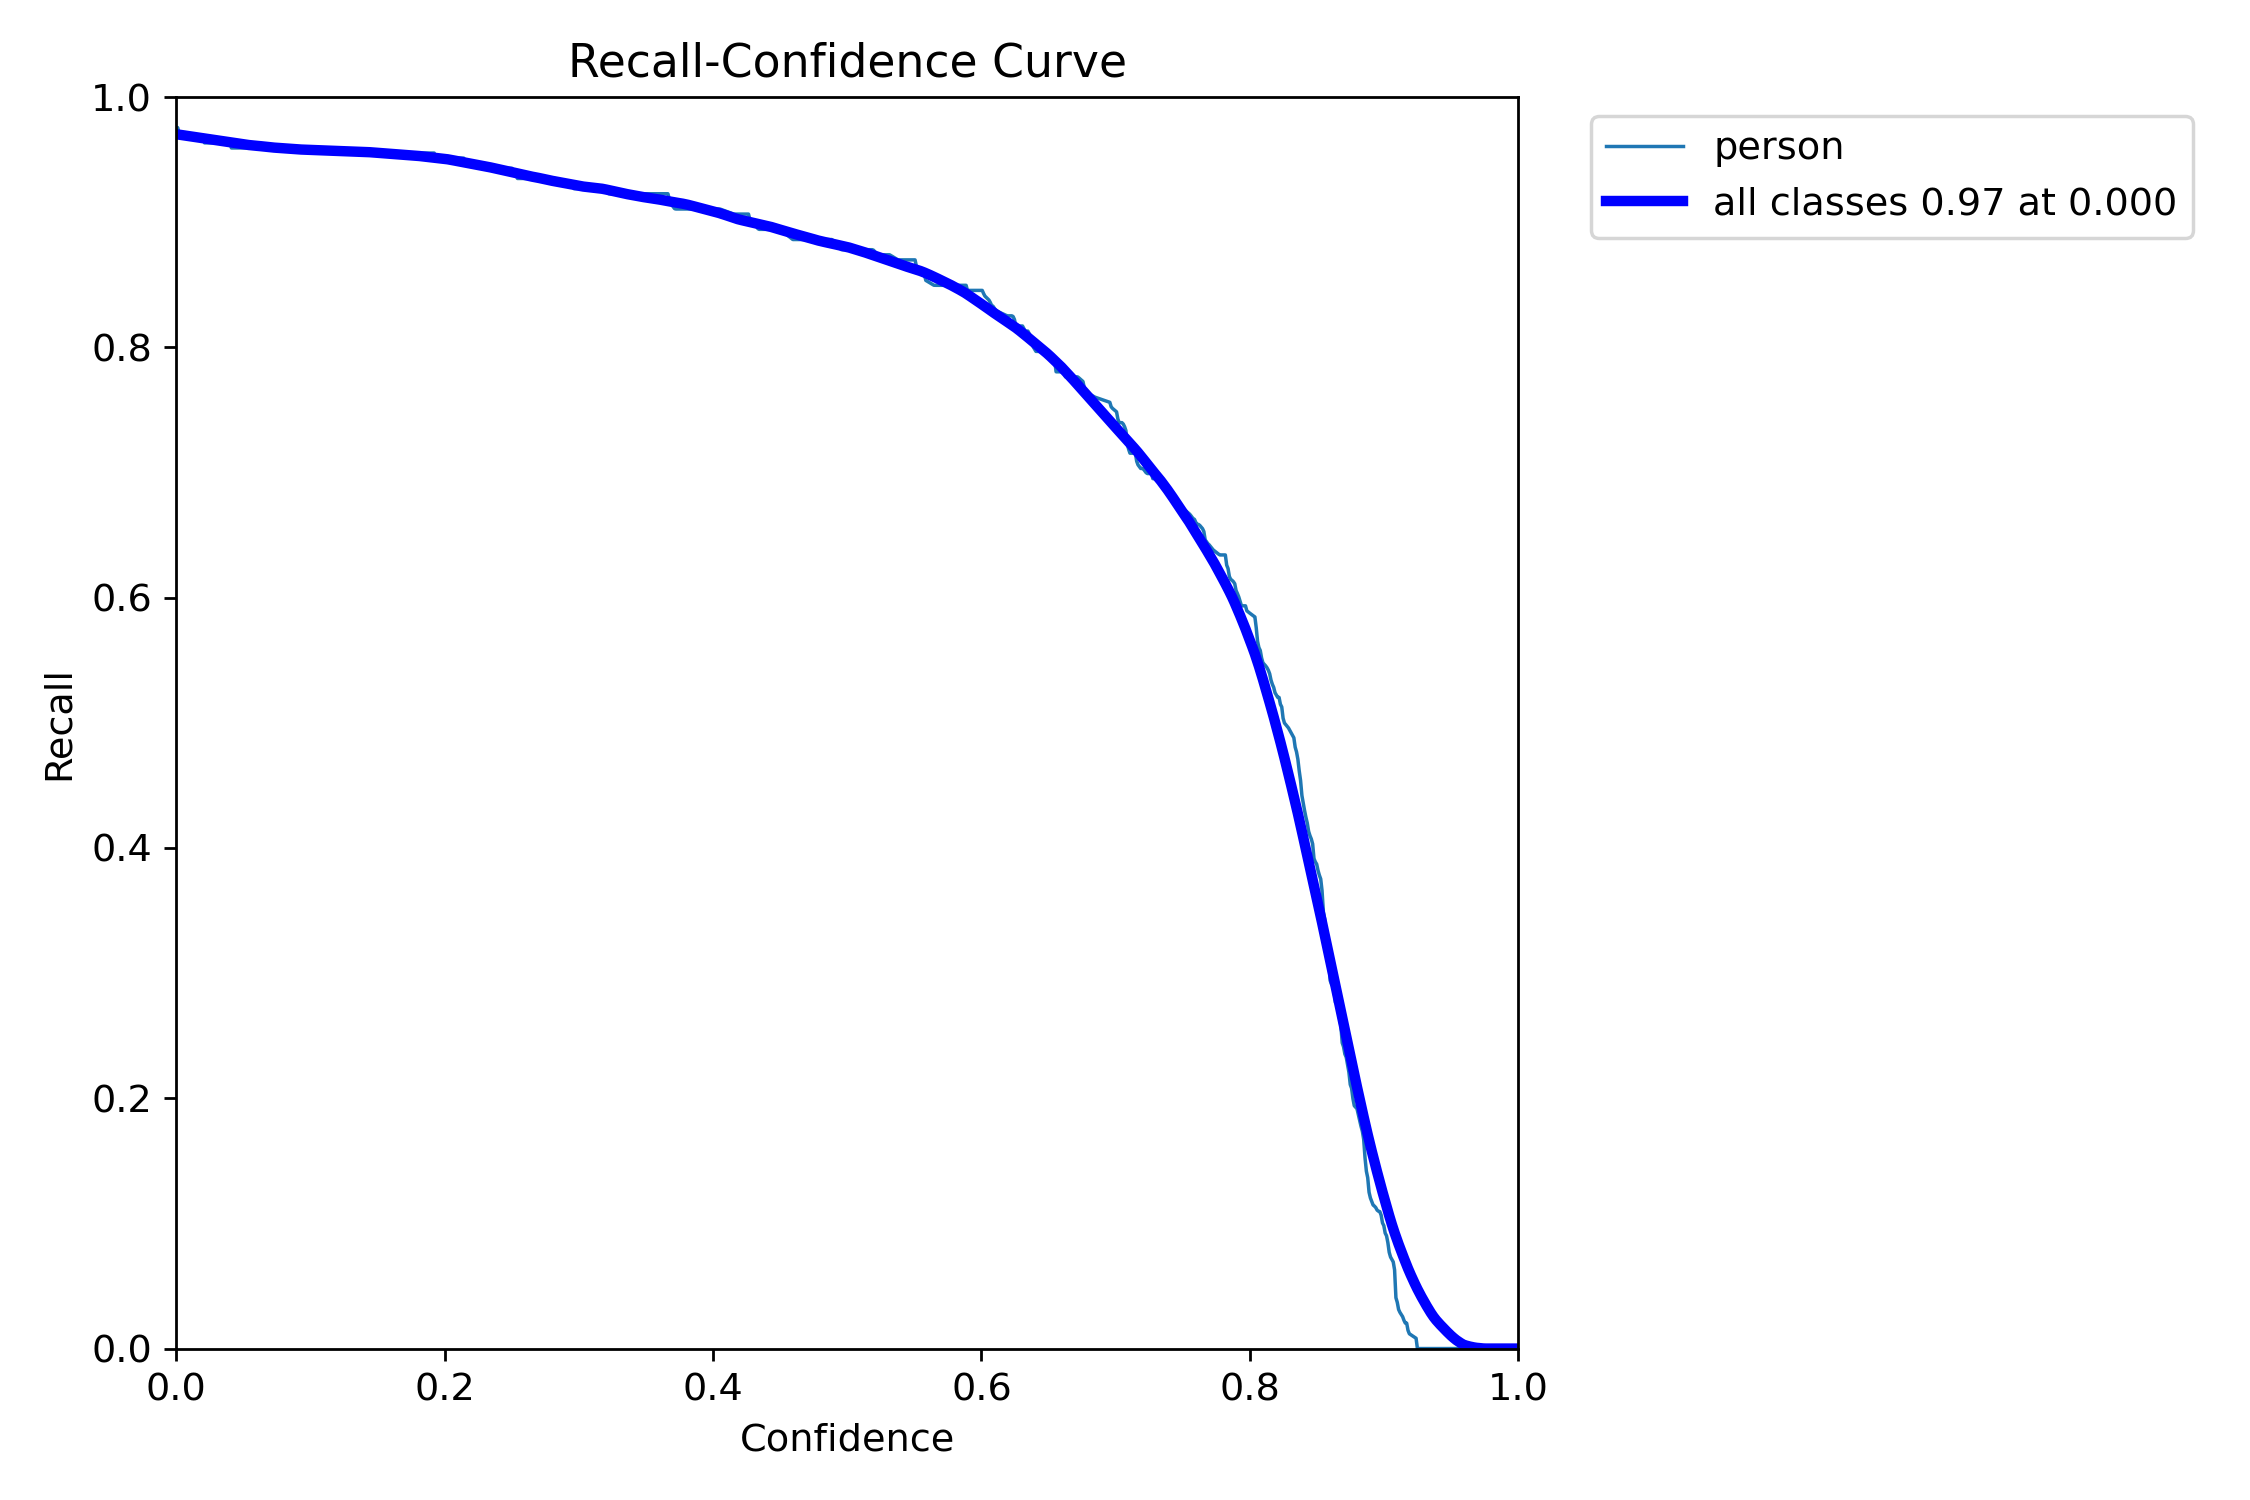 Recall-Confidence Curve
1.0
0.8
0.6
0.4
0.2
0.0
Recall
0.0 0.2 0.4 0.6 0.8 1.0
Confidence
person
all classes 0.97 at 0.000